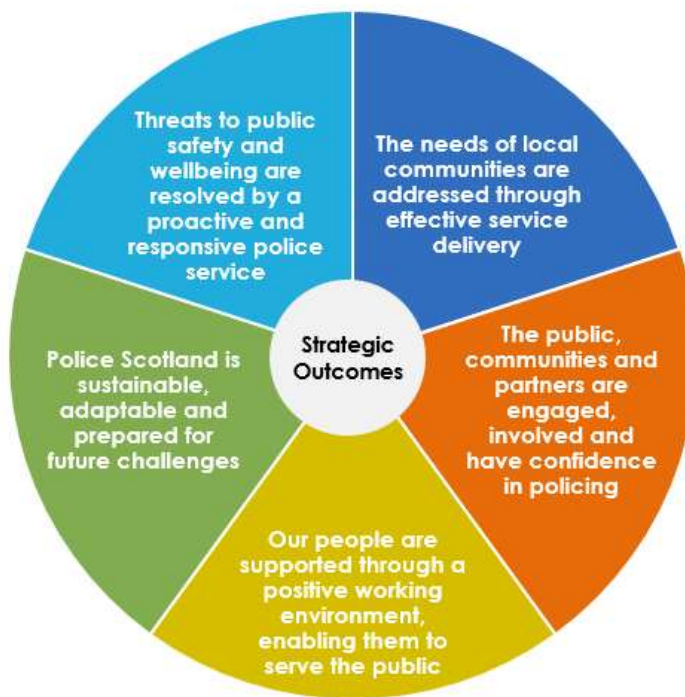 Threats to public
safety and
wellbeing are
resolved by a
proactive and
responsive police
service
The needs of local
communities are
addressed through
effective service
delivery
The public,
communities and
partners are
engaged,
involved and
have confidence
in policing
Our people are
supported through a
positive working
environment,
enabling them to
serve the public
Police Scotland is
sustainable,
adaptable and
prepared for
future challenges
Strategic
Outcomes